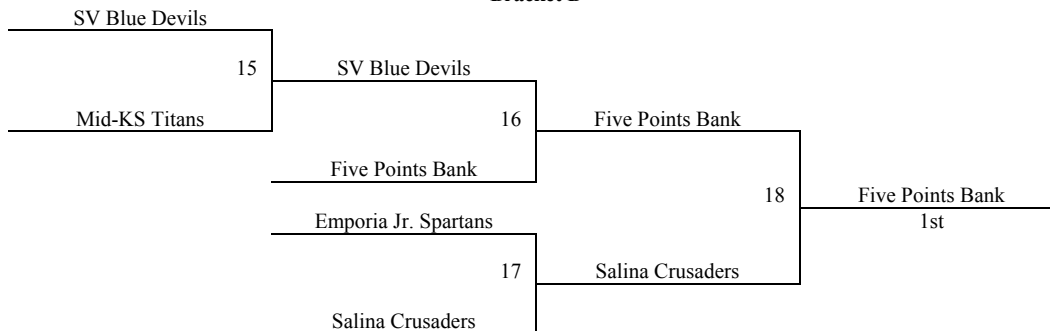 SV Blue Devils
15
SV Blue Devils
Mid-KS Titans
16
Five Points Bank
Five Points Bank
18
Five Points Bank
1st
Emporia Jr. Spartans
17
Salina Crusaders
Salina Crusaders